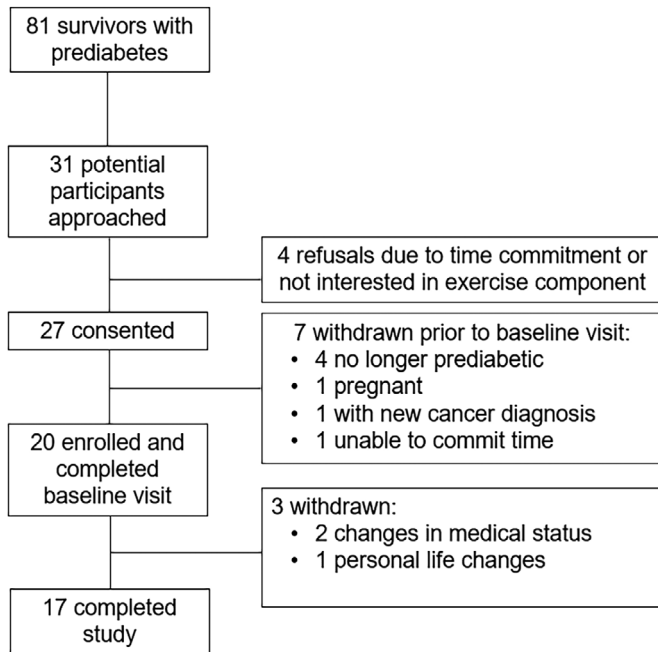 81 survivors with
prediabetes
31 potential
participants
approached
4 refusals due to time commitment or
not interested in exercise component
27 consented
7 withdrawn prior to baseline visit:
• 4 no longer prediabetic
• 1 pregnant
• 1 with new cancer diagnosis
• 1 unable to commit time
20 enrolled and
completed
baseline visit
3 withdrawn:
• 2 changes in medical status
• 1 personal life changes
17 completed
study